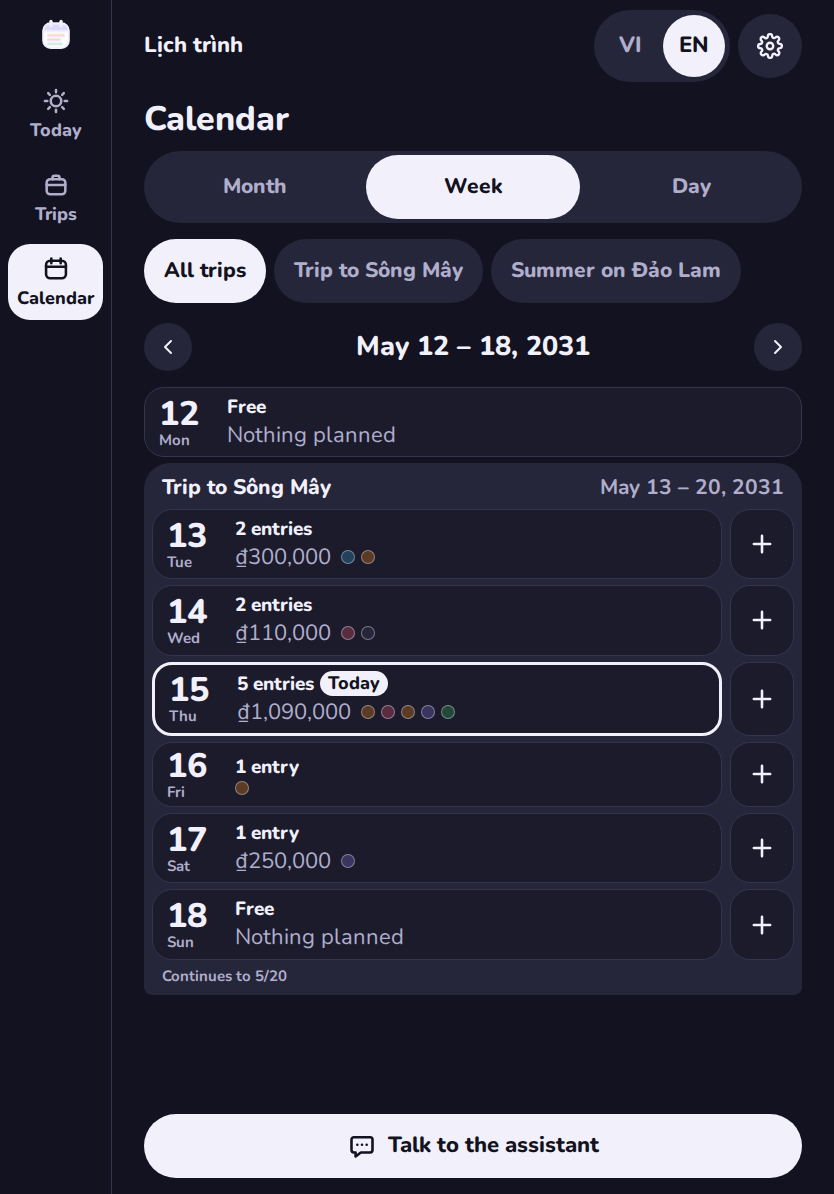 Lịch trình
VI EN
Today
Trips
Calendar
Calendar
Month Week Day
All trips Trip to Sông Mây Summer on Đảo Lam
May 12 – 18, 2031
12 Mon
Free
Nothing planned
Trip to Sông Mây May 13 – 20, 2031
13 Tue
2 entries
₫300,000
14 Wed
2 entries
₫110,000
15 Thu
5 entries Today
₫1,090,000
16 Fri
1 entry
17 Sat
1 entry
₫250,000
18 Sun
Free
Nothing planned
Continues to 5/20
Talk to the assistant